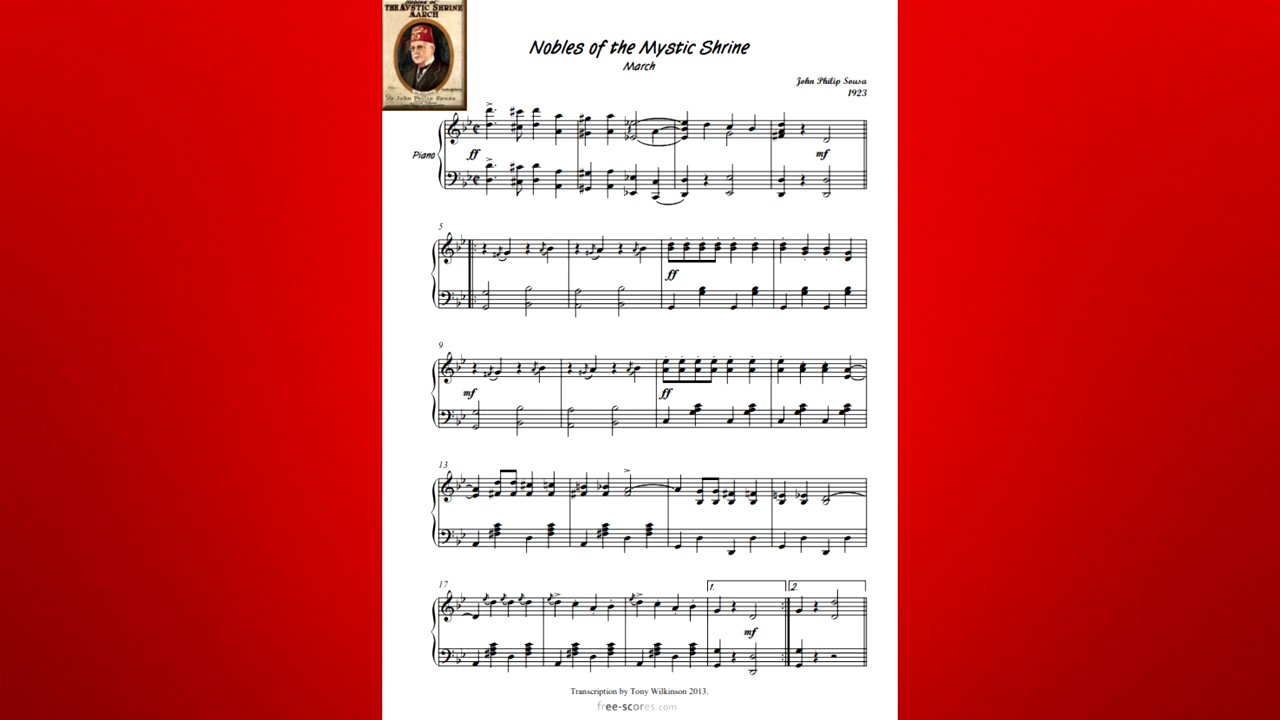 Nobles of
THE MYSTIC SHRINE
MARCH
By John Philip Sousa
Nobles of the Mystic Shrine
March
John Philip Sousa
1923
Piano
ff
mf
5
ff
9
mf
ff
13
17
1.
2.
mf
Transcription by Tony Wilkinson 2013.
free-scores.com